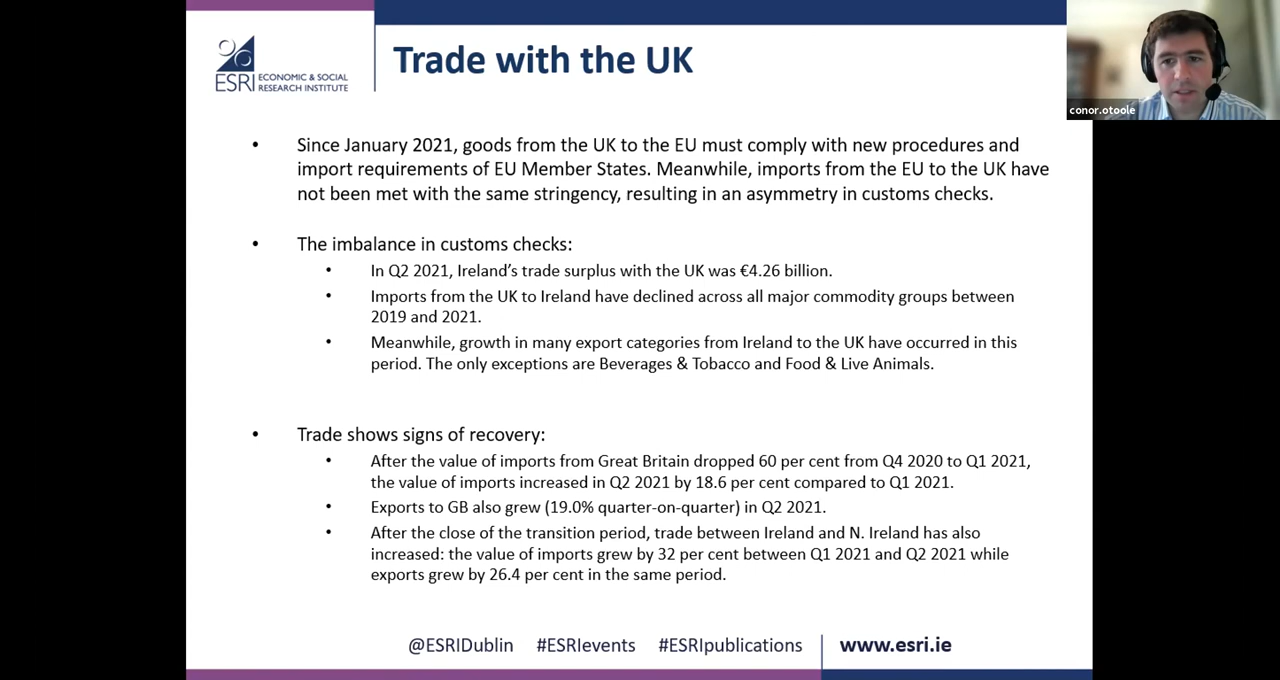 ESRI ECONOMIC & SOCIAL
RESEARCH INSTITUTE
Trade with the UK
conor.otoole
• Since January 2021, goods from the UK to the EU must comply with new procedures and
import requirements of EU Member States. Meanwhile, imports from the EU to the UK have
not been met with the same stringency, resulting in an asymmetry in customs checks.
• The imbalance in customs checks:
• In Q2 2021, Ireland’s trade surplus with the UK was €4.26 billion.
• Imports from the UK to Ireland have declined across all major commodity groups between
2019 and 2021.
• Meanwhile, growth in many export categories from Ireland to the UK have occurred in this
period. The only exceptions are Beverages & Tobacco and Food & Live Animals.
• Trade shows signs of recovery:
• After the value of imports from Great Britain dropped 60 per cent from Q4 2020 to Q1 2021,
the value of imports increased in Q2 2021 by 18.6 per cent compared to Q1 2021.
• Exports to GB also grew (19.0% quarter-on-quarter) in Q2 2021.
• After the close of the transition period, trade between Ireland and N. Ireland has also
increased: the value of imports grew by 32 per cent between Q1 2021 and Q2 2021 while
exports grew by 26.4 per cent in the same period.
@ESRIDublin #ESRIevents #ESRIpublications www.esri.ie